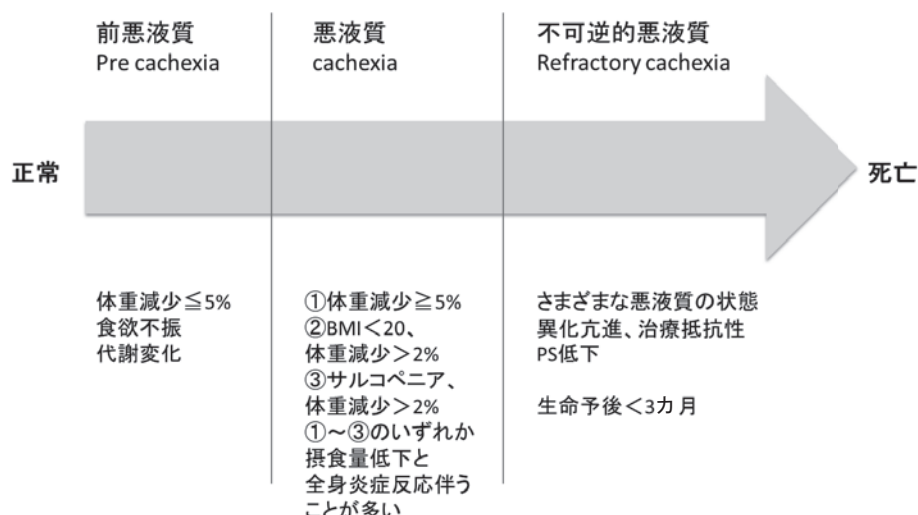 前悪液質
Pre cachexia
悪液質
cachexia
不可逆的悪液質
Refractory cachexia
正常
死亡
体重減少≦5%
食欲不振
代謝変化
①体重減少≧5%
②BMI＜20、
体重減少＞2%
③サルコペニア、
体重減少＞2%
①～③のいずれか
摂食量低下と
全身炎症反応伴う
ことが多い
さまざまな悪液質の状態
異化亢進、治療抵抗性
PS低下
生命予後＜3カ月